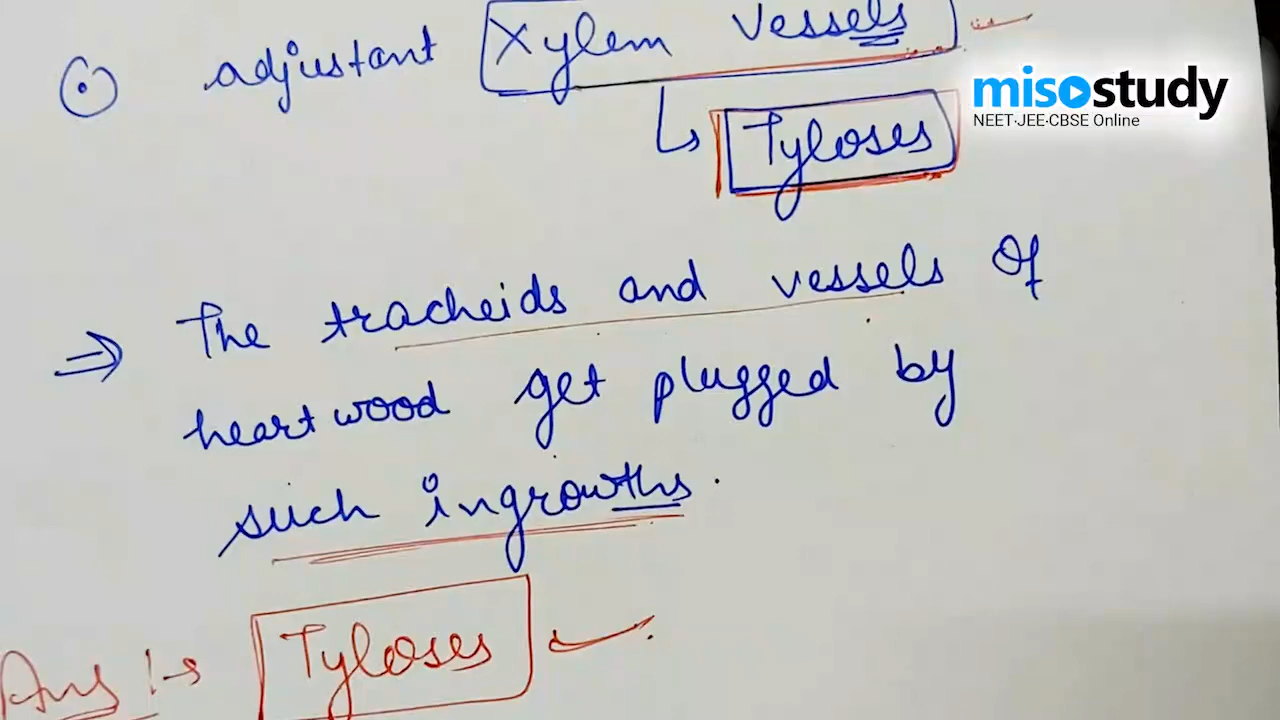 adjustant Xylem Vessels
misostudy
NEET·JEE·CBSE Online
Tyloses
⇒ The tracheids and vessels Of
heartwood get plugged by
such ingrowths.
Ans :→ Tyloses